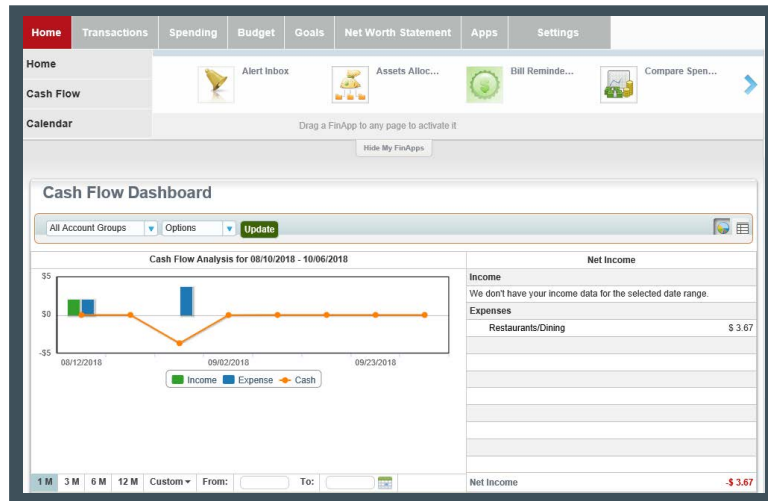 Home Transactions Spending Budget Goals Net Worth Statement Apps Settings
Home
Cash Flow
Calendar
Alert Inbox Assets Alloc... Bill Reminde... Compare Spen...
Drag a FinApp to any page to activate it
Hide My FinApps
Cash Flow Dashboard
All Account Groups Options Update
Cash Flow Analysis for 08/10/2018 - 10/06/2018
$5
$0
-$5
08/12/2018 09/02/2018 09/23/2018
Income Expense Cash
1 M 3 M 6 M 12 M Custom From: To:
Net Income
Income
We don't have your income data for the selected date range.
Expenses
Restaurants/Dining $ 3.67
Net Income -$ 3.67